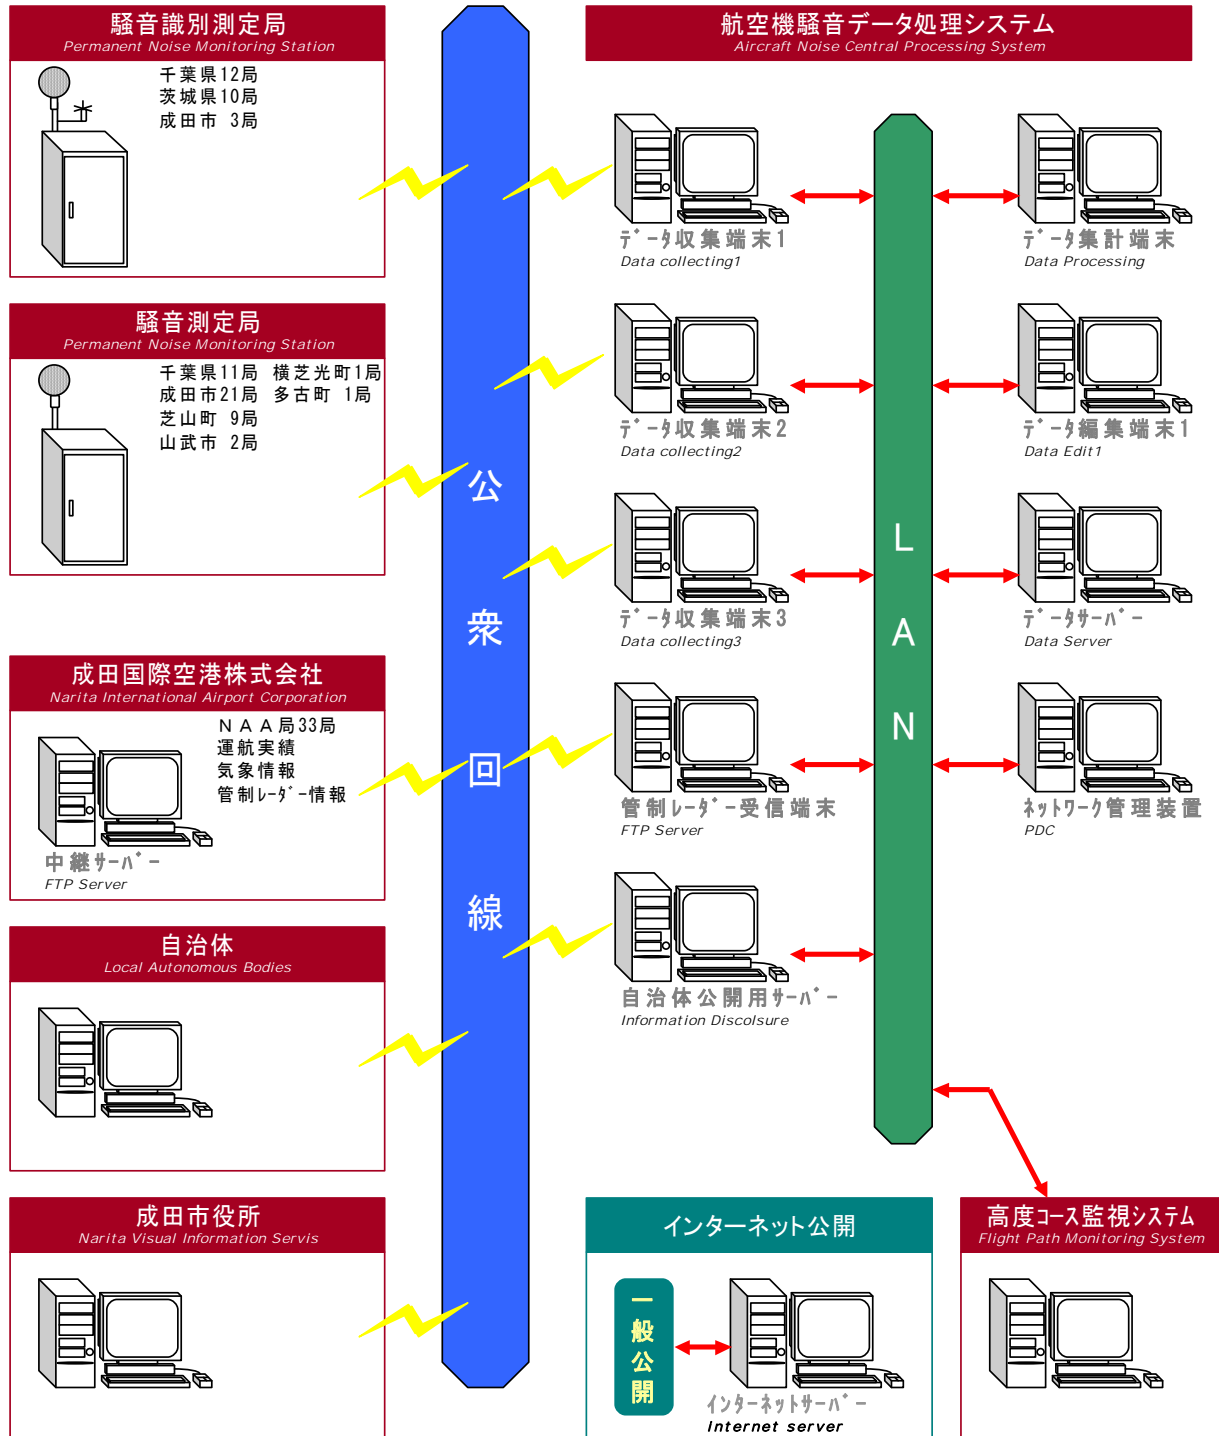 騒音識別測定局
Permanent Noise Monitoring Station
千葉県12局
茨城県10局
成田市 3局
騒音測定局
Permanent Noise Monitoring Station
千葉県11局 横芝光町1局
成田市21局 多古町 1局
芝山町 9局
山武市 2局
成田国際空港株式会社
Narita International Airport Corporation
ＮＡＡ局33局
運航実績
気象情報
管制ﾚｰﾀﾞｰ情報
中継ｻｰﾊﾞｰ
FTP Server
自治体
Local Autonomous Bodies
成田市役所
Narita Visual Information Servis
公衆回線
航空機騒音データ処理システム
Aircraft Noise Central Processing System
ﾃﾞｰﾀ収集端末1
Data collecting1
ﾃﾞｰﾀ収集端末2
Data collecting2
ﾃﾞｰﾀ収集端末3
Data collecting3
管制ﾚｰﾀﾞｰ受信端末
FTP Server
自治体公開用ｻｰﾊﾞｰ
Information Discolsure
ＬＡＮ
ﾃﾞｰﾀ集計端末
Data Processing
ﾃﾞｰﾀ編集端末1
Data Edit1
ﾃﾞｰﾀｻｰﾊﾞｰ
Data Server
ﾈｯﾄﾜｰｸ管理装置
PDC
インターネット公開
一般公開
ｲﾝﾀｰﾈｯﾄｻｰﾊﾞｰ
Internet server
高度ｺｰｽ監視ｼｽﾃﾑ
Flight Path Monitoring System